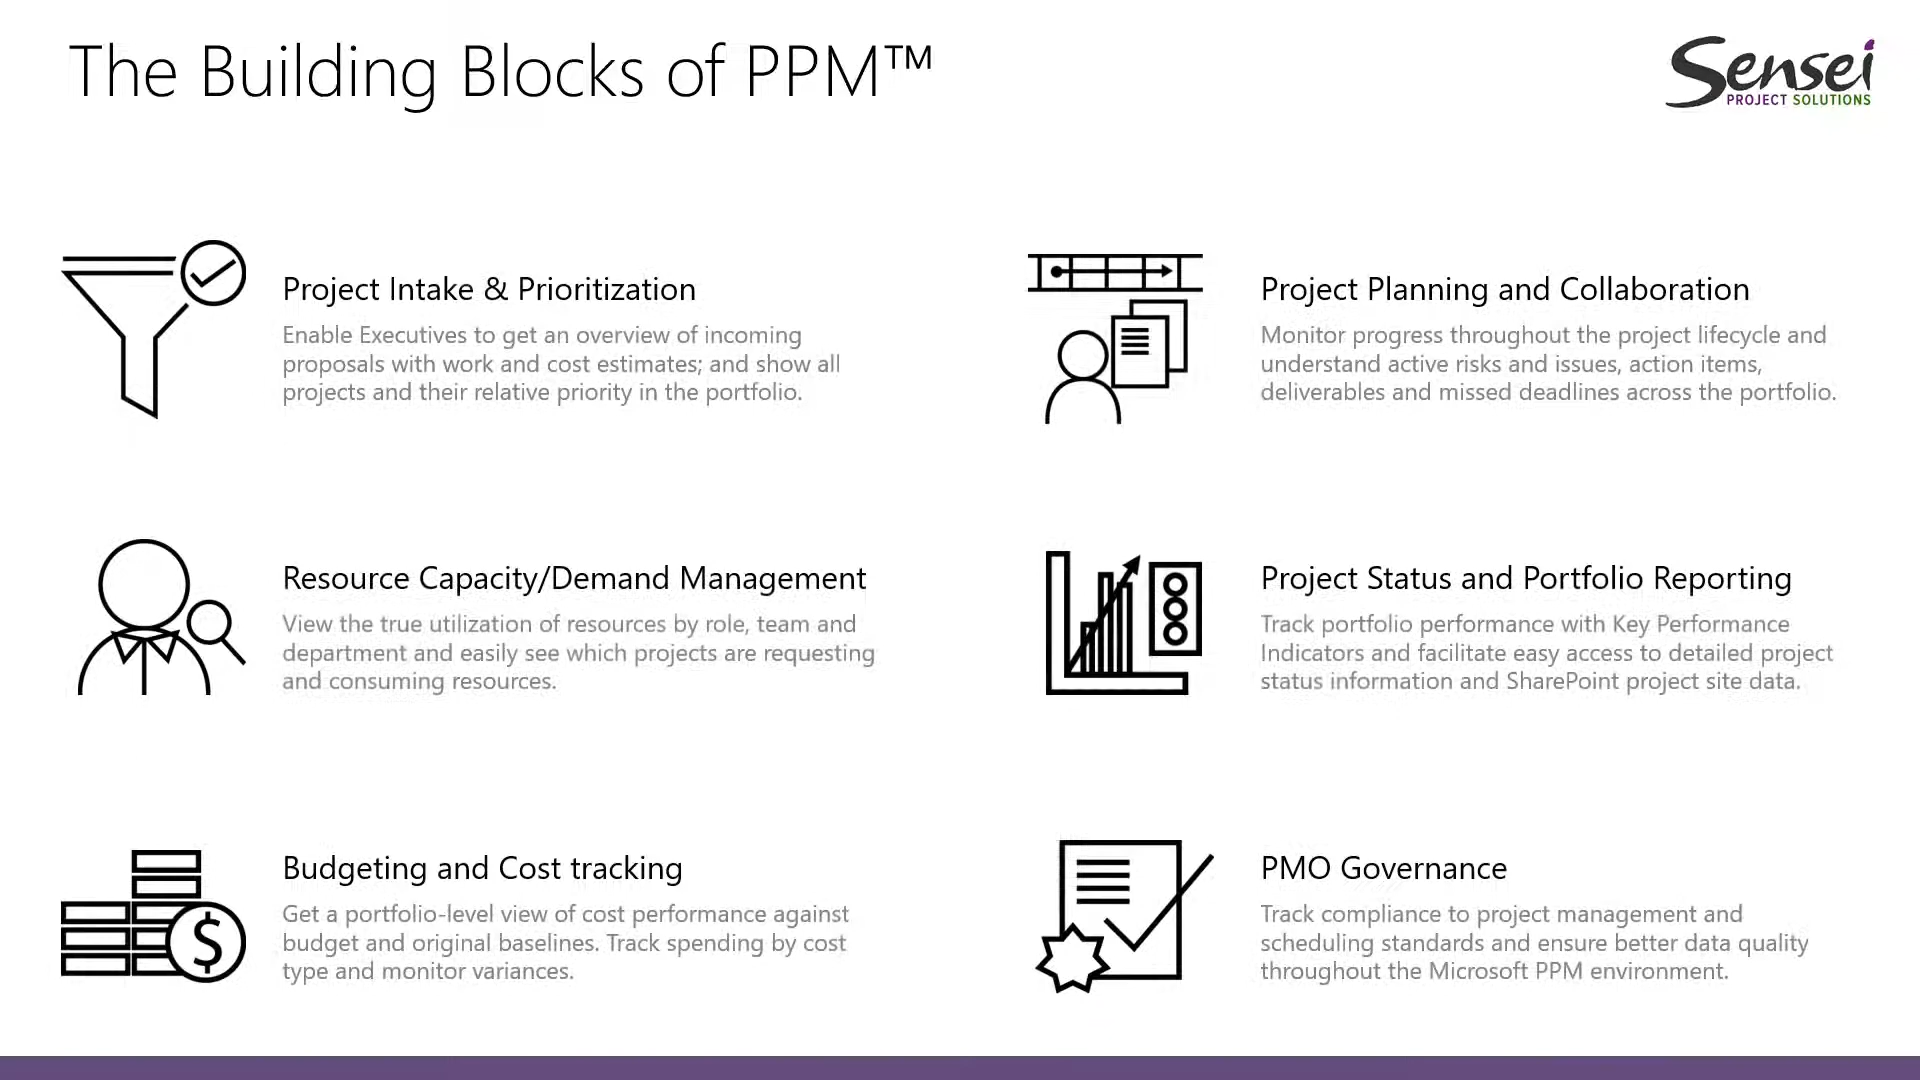 The Building Blocks of PPM™
Sensei
PROJECT SOLUTIONS
Project Intake & Prioritization
Enable Executives to get an overview of incoming
proposals with work and cost estimates; and show all
projects and their relative priority in the portfolio.
Project Planning and Collaboration
Monitor progress throughout the project lifecycle and
understand active risks and issues, action items,
deliverables and missed deadlines across the portfolio.
Resource Capacity/Demand Management
View the true utilization of resources by role, team and
department and easily see which projects are requesting
and consuming resources.
Project Status and Portfolio Reporting
Track portfolio performance with Key Performance
Indicators and facilitate easy access to detailed project
status information and SharePoint project site data.
Budgeting and Cost tracking
Get a portfolio-level view of cost performance against
budget and original baselines. Track spending by cost
type and monitor variances.
$
PMO Governance
Track compliance to project management and
scheduling standards and ensure better data quality
throughout the Microsoft PPM environment.